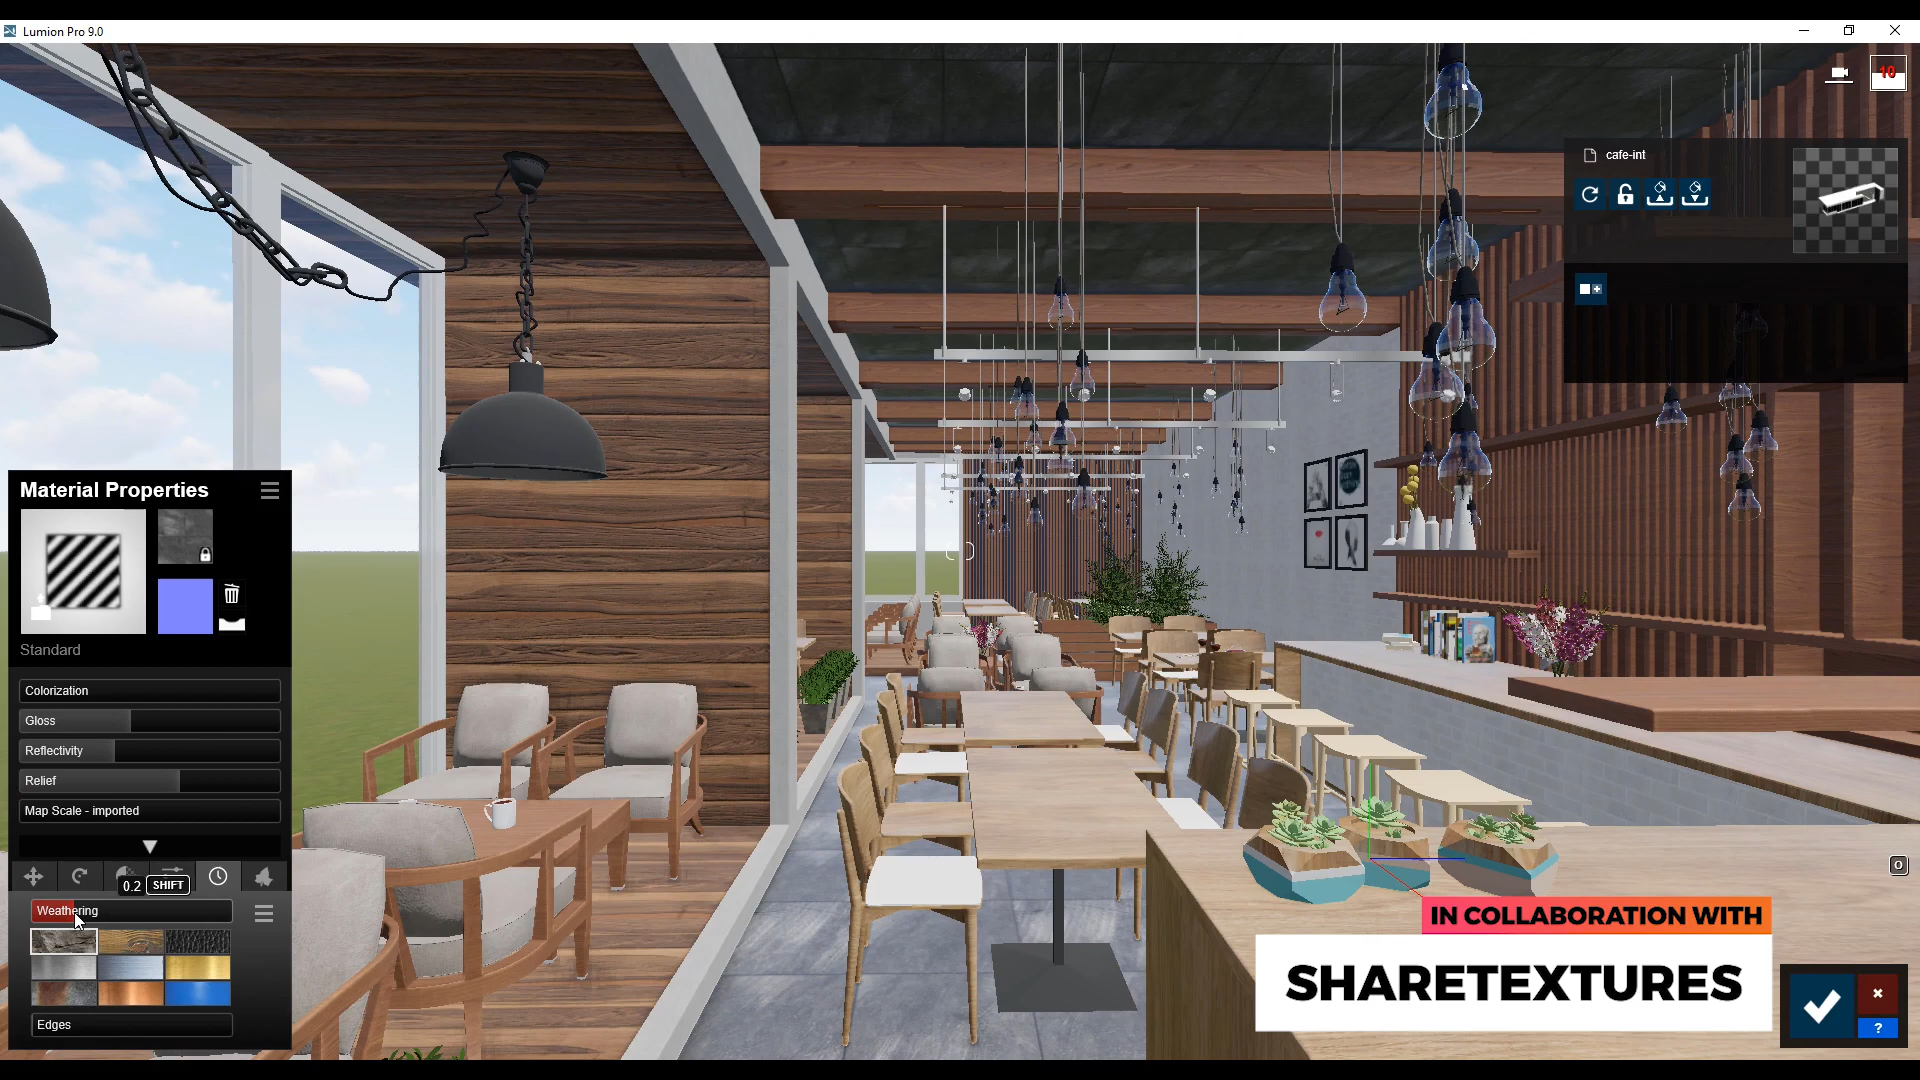 Lumion Pro 9.0
10
cafe-int
Material Properties
Standard
Colorization
Gloss
Reflectivity
Relief
Map Scale - imported
0.2 SHIFT
Weathering
Edges
O
IN COLLABORATION WITH
SHARETEXTURES
?